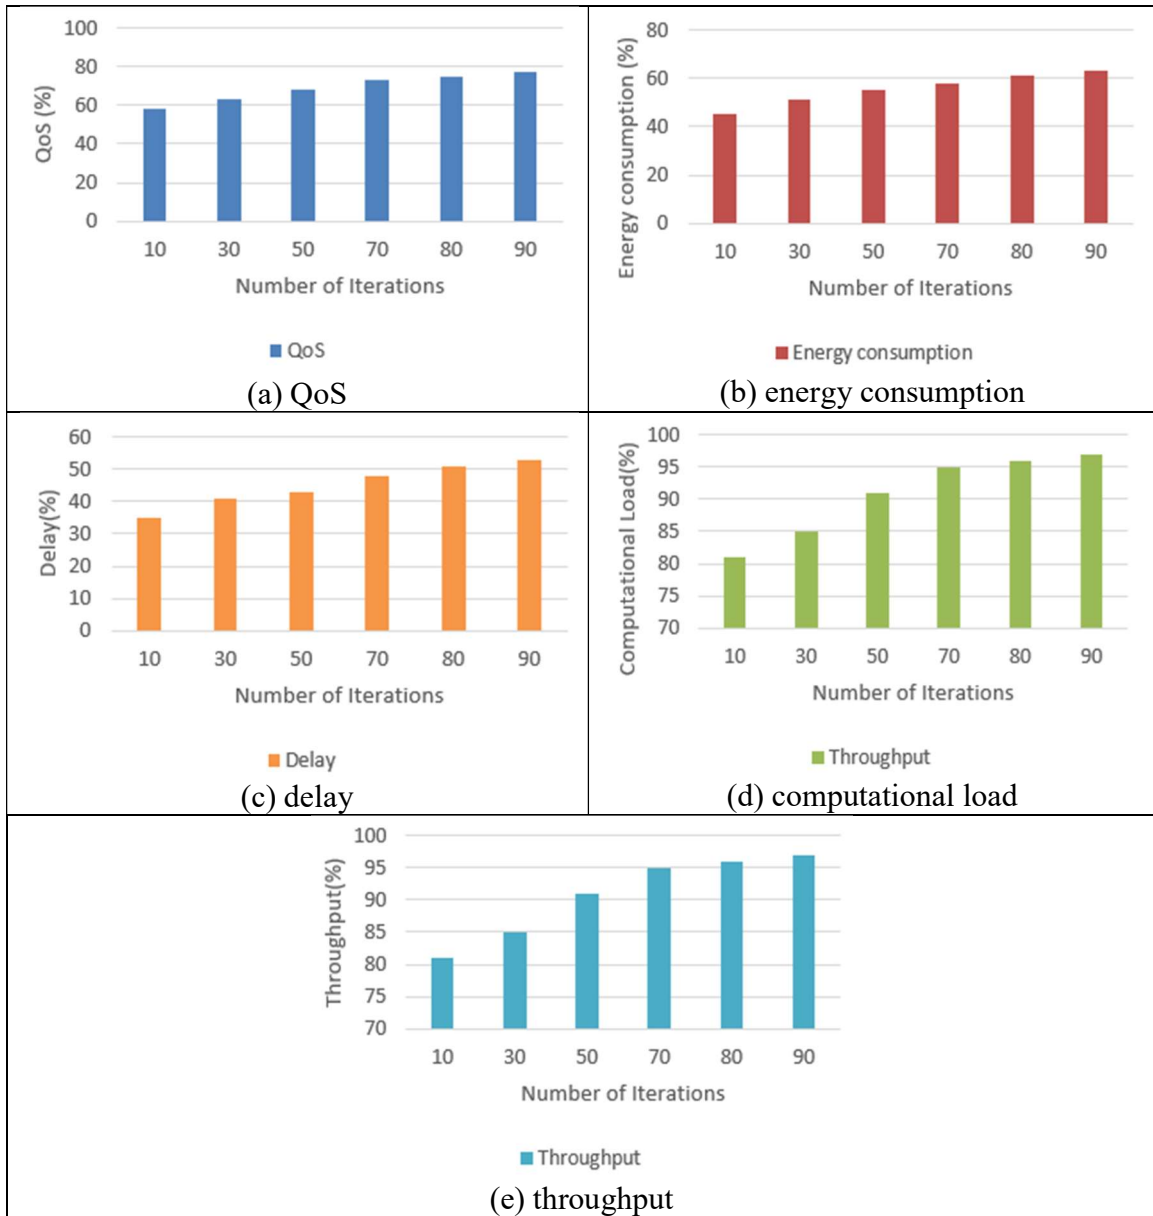 100
80
60
40
20
0
QoS (%)
10 30 50 70 80 90
Number of Iterations
QoS
(a) QoS
80
60
40
20
0
Energy consumption (%)
10 30 50 70 80 90
Number of Iterations
Energy consumption
(b) energy consumption
60
50
40
30
20
10
0
Delay(%)
10 30 50 70 80 90
Number of Iterations
Delay
(c) delay
100
95
90
85
80
75
70
Computational Load(%)
10 30 50 70 80 90
Number of Iterations
Throughput
(d) computational load
100
95
90
85
80
75
70
Throughput(%)
10 30 50 70 80 90
Number of Iterations
Throughput
(e) throughput